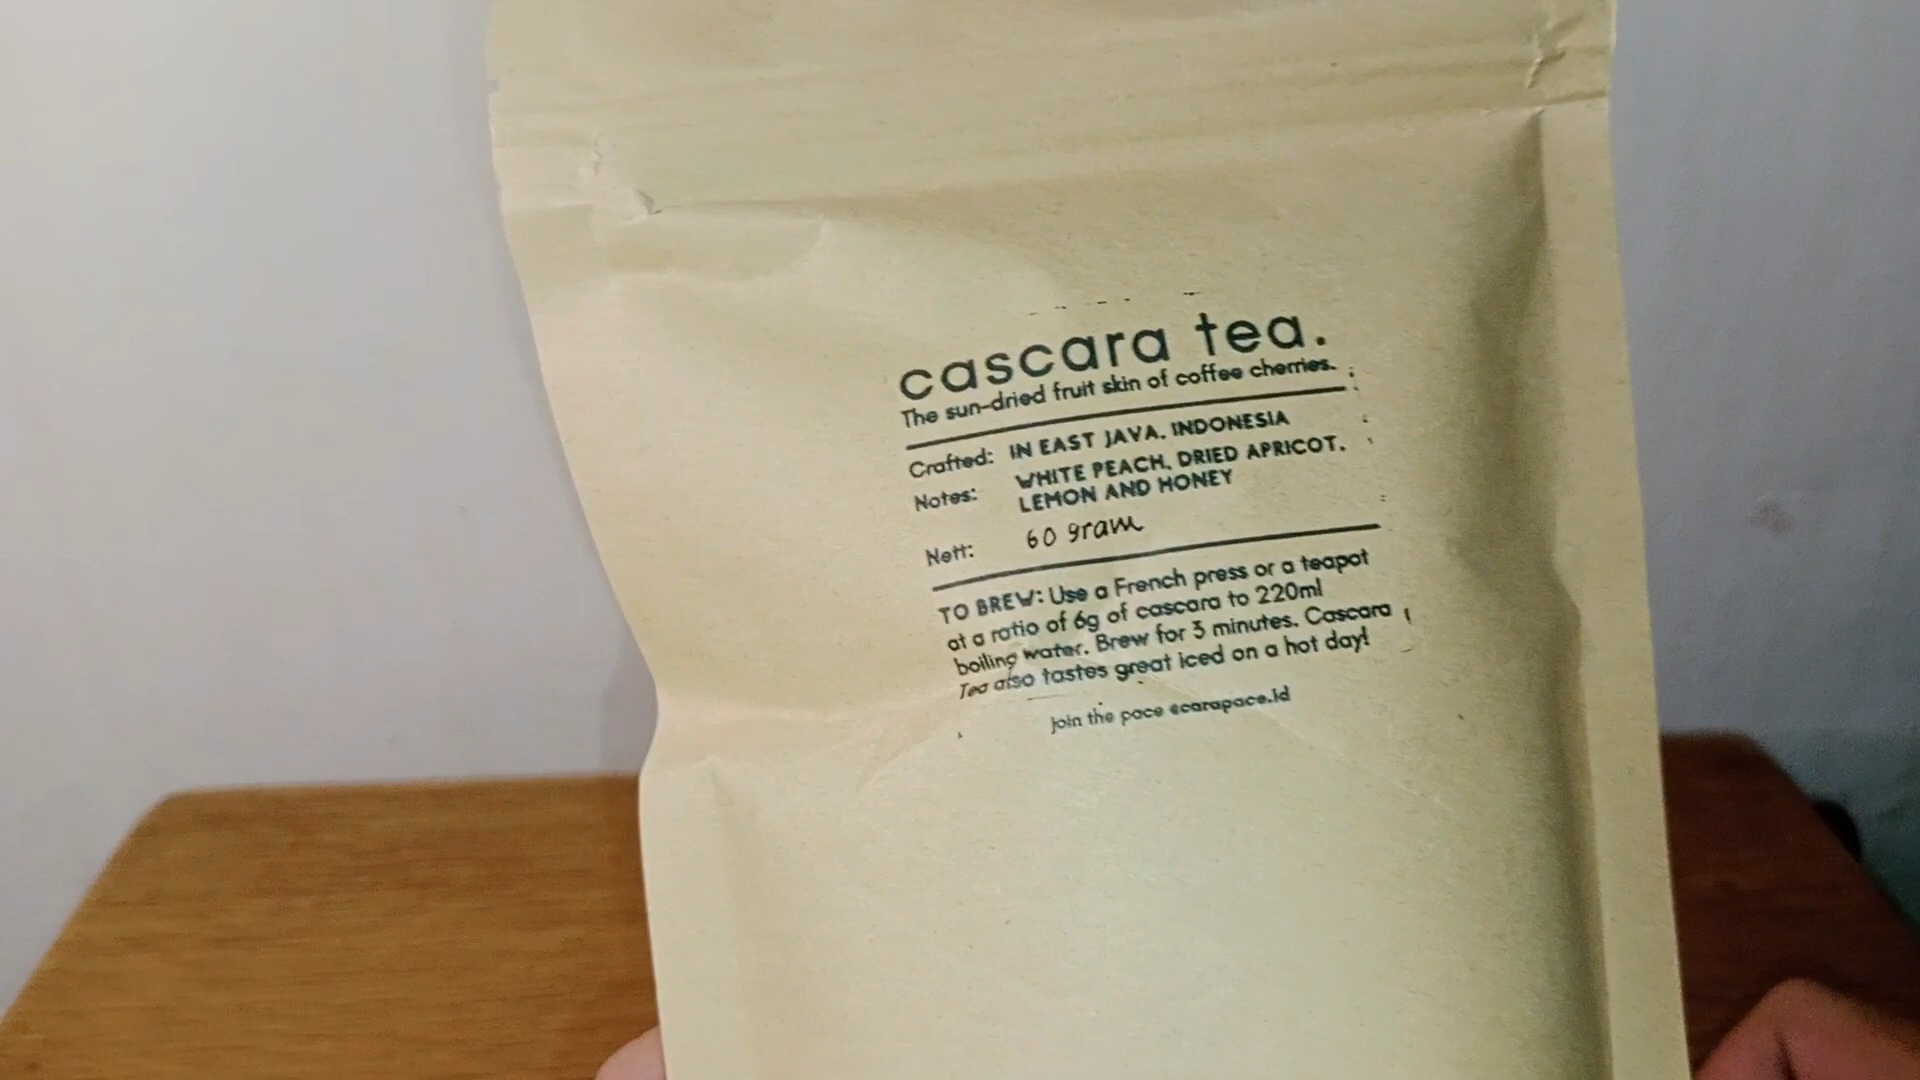 cascara tea.
The sun-dried fruit skin of coffee cherries.
Crafted: IN EAST JAVA, INDONESIA
Notes: WHITE PEACH, DRIED APRICOT,
LEMON AND HONEY
Nett: 60 gram
TO BREW: Use a French press or a teapot
at a ratio of 6g of cascara to 220ml
boiling water. Brew for 3 minutes. Cascara
Tea also tastes great iced on a hot day!
join the pace @carapace.id